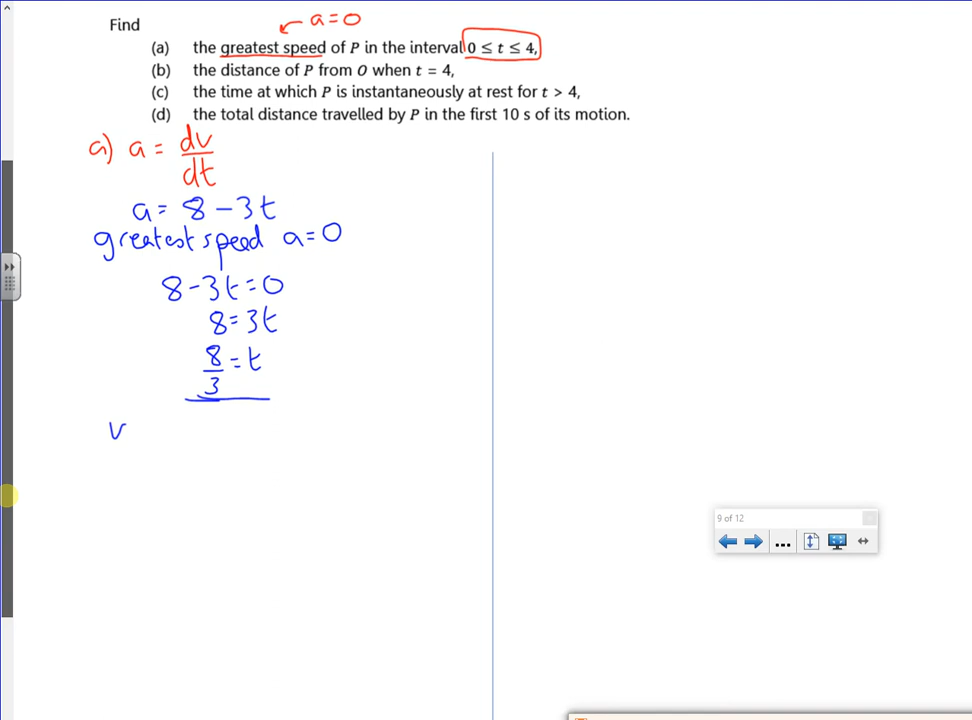 Find
a = 0
(a) the greatest speed of P in the interval 0 ≤ t ≤ 4,
(b) the distance of P from O when t = 4,
(c) the time at which P is instantaneously at rest for t > 4,
(d) the total distance travelled by P in the first 10 s of its motion.
a) a = dv/dt
a = 8 - 3t
greatest speed a = 0
8 - 3t = 0
8 = 3t
8/3 = t
v
9 of 12
...